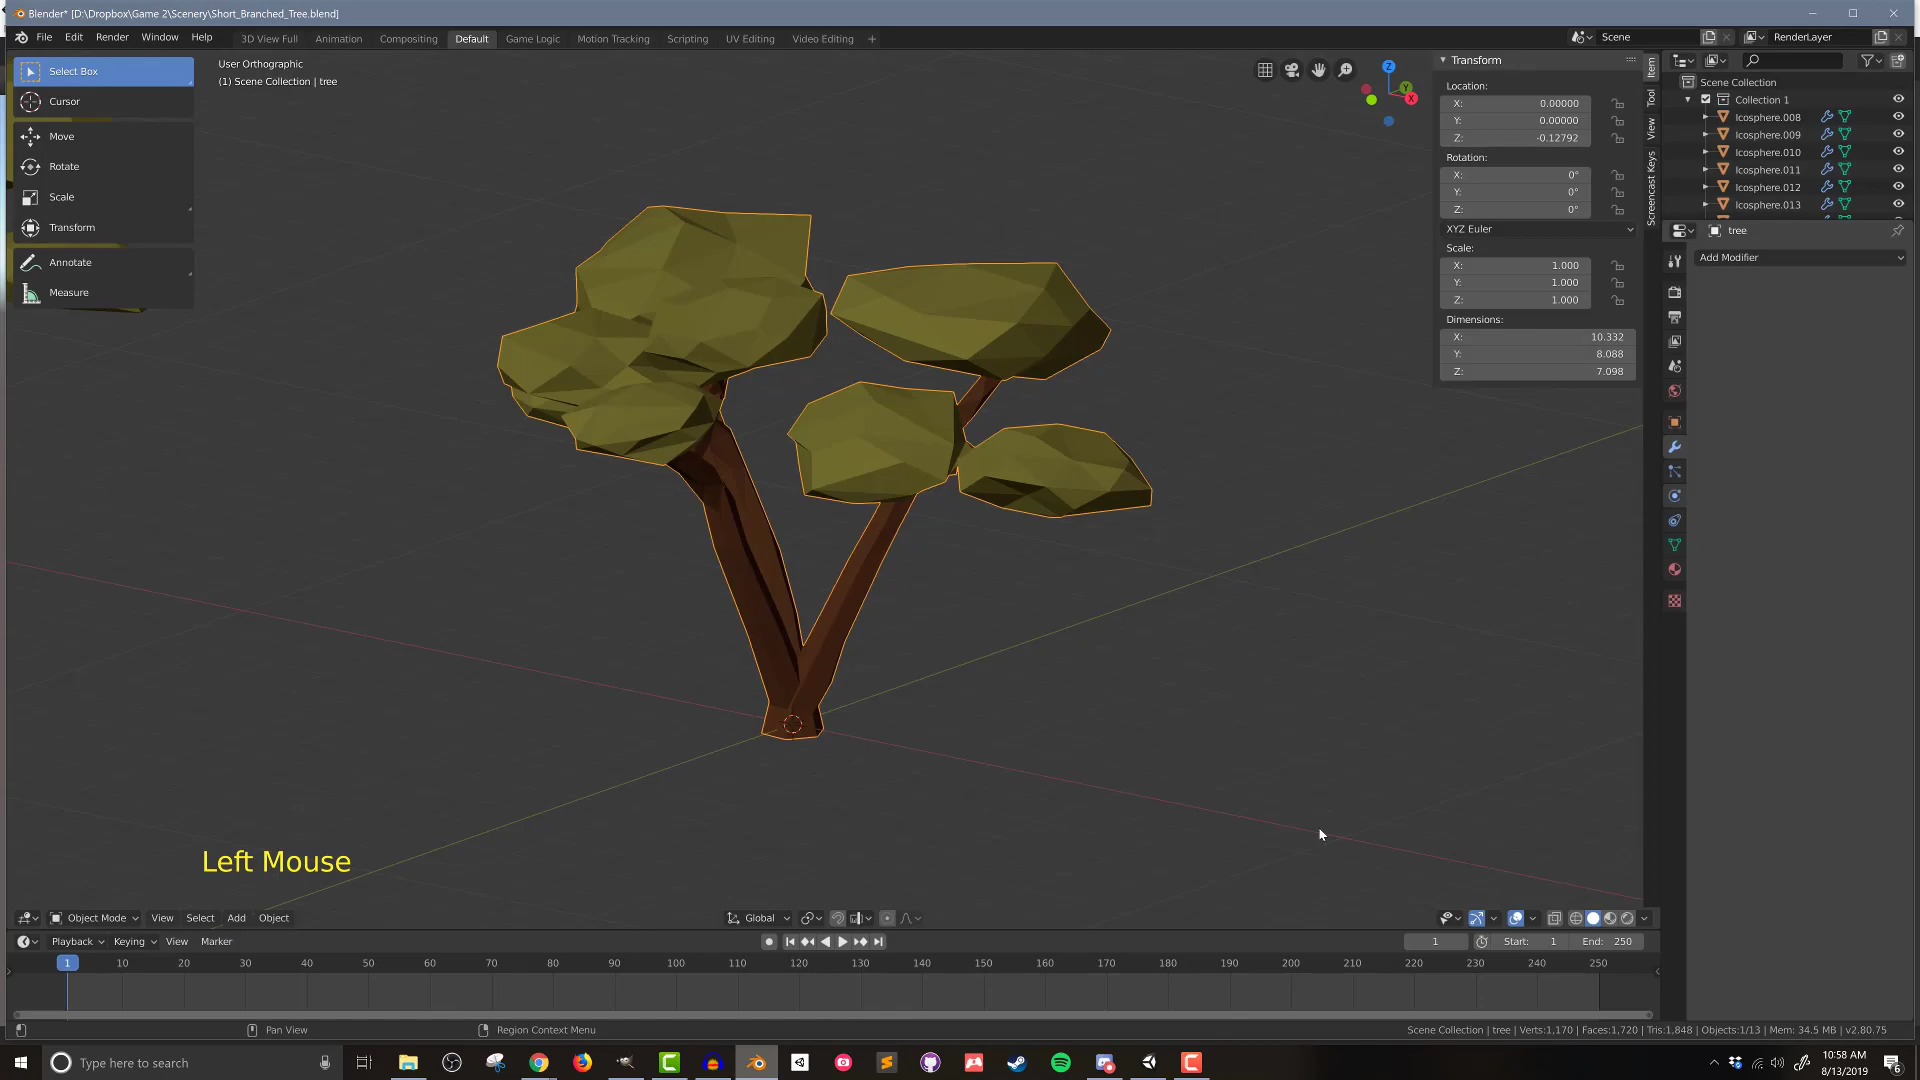 Blender* [D:\Dropbox\Game 2\Scenery\Short_Branched_Tree.blend]
File Edit Render Window Help 3D View Full Animation Compositing Default Game Logic Motion Tracking Scripting UV Editing Video Editing + Scene RenderLayer
Select Box
Cursor
Move
Rotate
Scale
Transform
Annotate
Measure
User Orthographic
(1) Scene Collection | tree
Z
Y
X
Transform
Location:
X: 0.00000
Y: 0.00000
Z: -0.12792
Rotation:
X: 0°
Y: 0°
Z: 0°
XYZ Euler
Scale:
X: 1.000
Y: 1.000
Z: 1.000
Dimensions:
X: 10.332
Y: 8.088
Z: 7.098
Item
Tool
View
Screencast Keys
Scene Collection
Collection 1
Icosphere.008
Icosphere.009
Icosphere.010
Icosphere.011
Icosphere.012
Icosphere.013
tree
Add Modifier
Left Mouse
Object Mode View Select Add Object Global
Playback Keying View Marker 1 Start: 1 End: 250
1 10 20 30 40 50 60 70 80 90 100 110 120 130 140 150 160 170 180 190 200 210 220 230 240 250
Pan View Region Context Menu Scene Collection | tree | Verts:1,170 | Faces:1,720 | Tris:1,848 | Objects:1/13 | Mem: 34.5 MB | v2.80.75
Type here to search
10:58 AM
8/13/2019
6